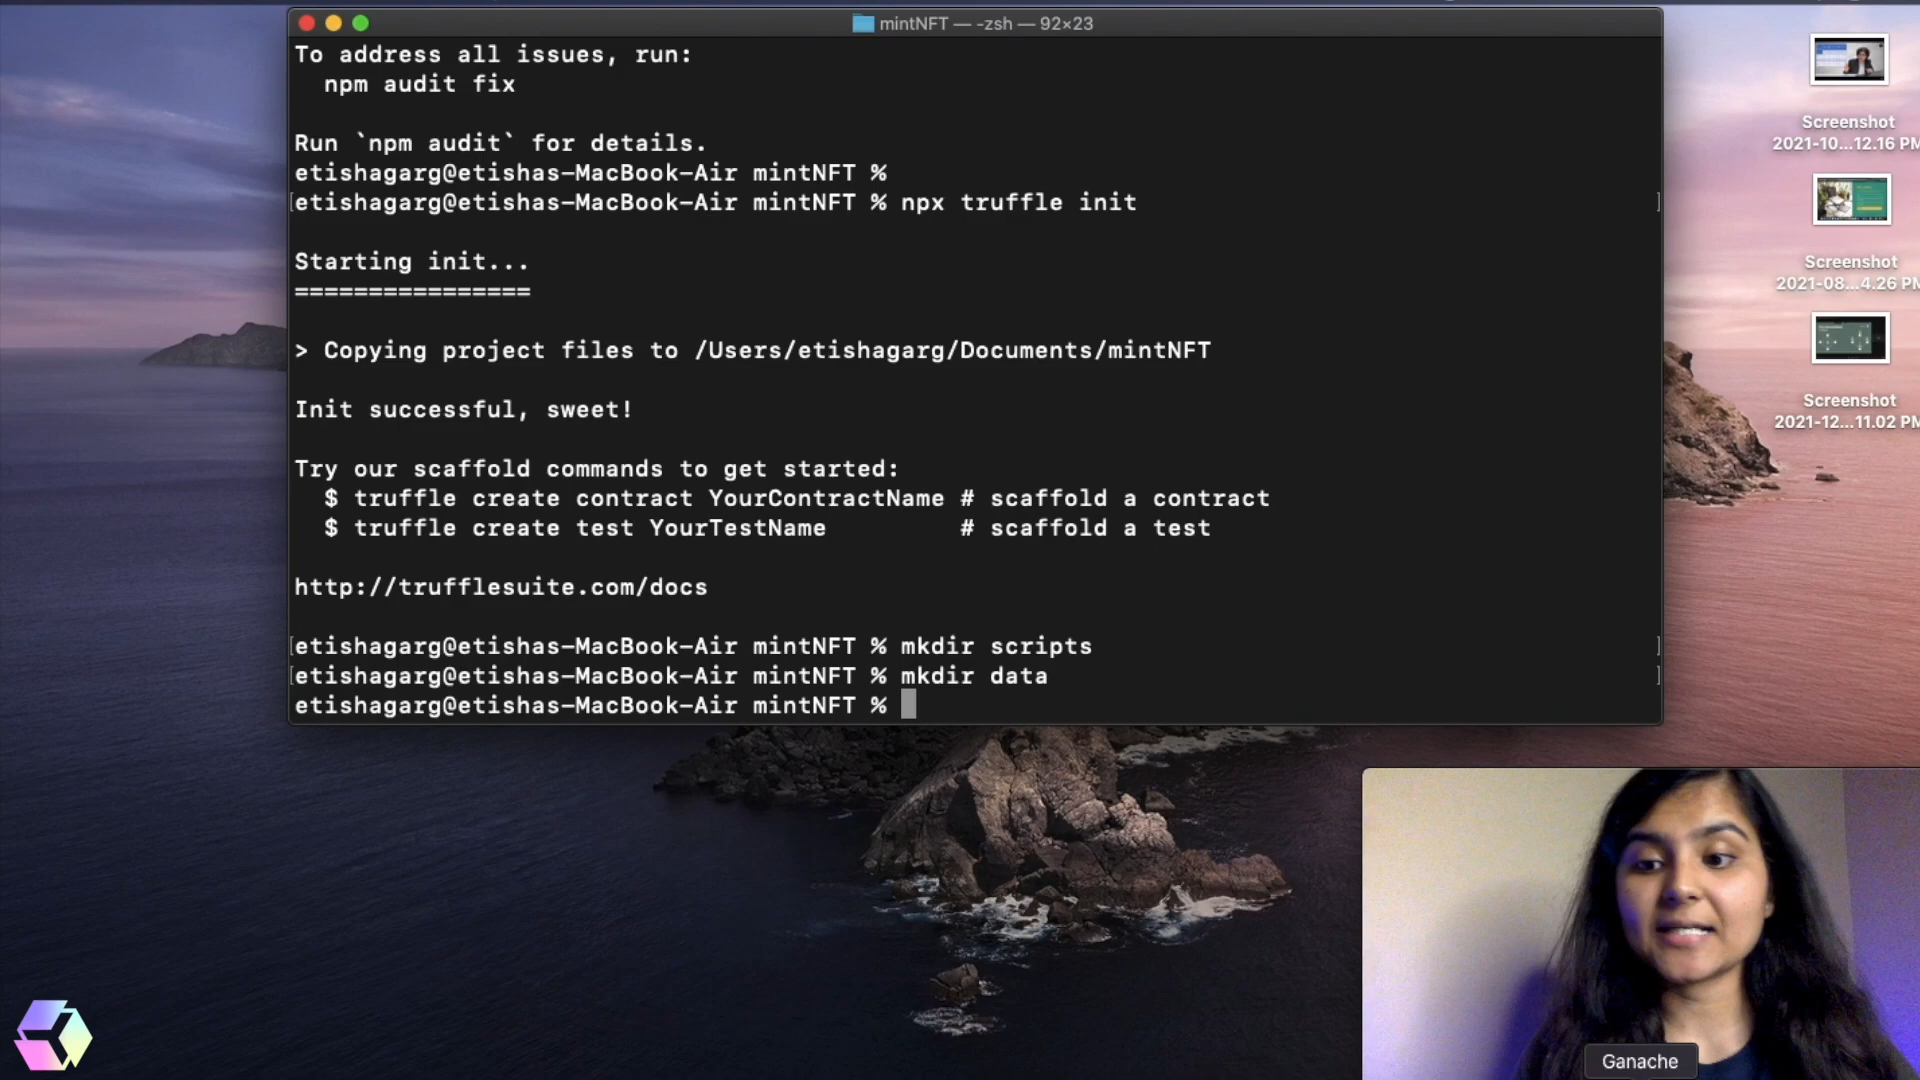 mintNFT — -zsh — 92×23
To address all issues, run:
npm audit fix
Run `npm audit` for details.
etishagarg@etishas-MacBook-Air mintNFT %
[etishagarg@etishas-MacBook-Air mintNFT % npx truffle init ]
Starting init...
================
> Copying project files to /Users/etishagarg/Documents/mintNFT
Init successful, sweet!
Try our scaffold commands to get started:
$ truffle create contract YourContractName # scaffold a contract
$ truffle create test YourTestName # scaffold a test
http://trufflesuite.com/docs
[etishagarg@etishas-MacBook-Air mintNFT % mkdir scripts ]
[etishagarg@etishas-MacBook-Air mintNFT % mkdir data ]
etishagarg@etishas-MacBook-Air mintNFT %
Screenshot
2021-10...12.16 PM
Screenshot
2021-08...4.26 PM
Screenshot
2021-12...11.02 PM
Ganache